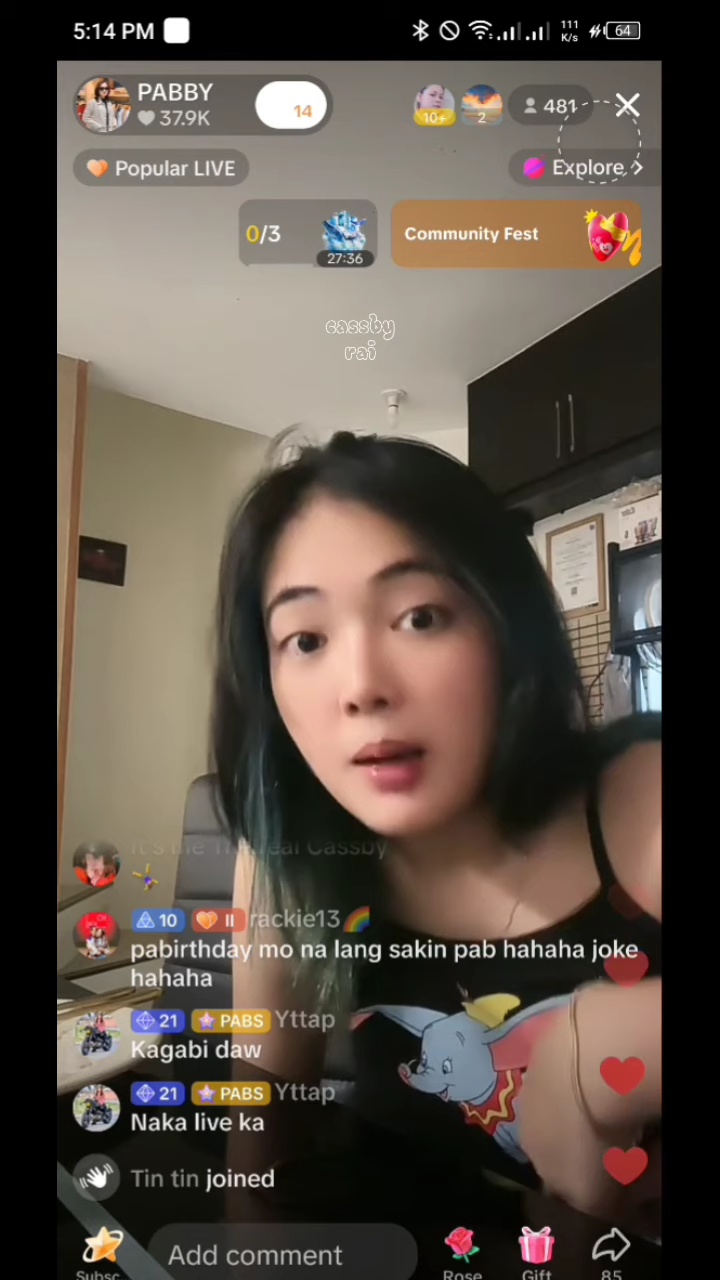 5:14 PM
111
K/s
64
PABBY
37.9K
14
10+
2
481
Popular LIVE
Explore
0/3
27:36
Community Fest
cassby
rai
10
II
rackie13
pabirthday mo na lang sakin pab hahaha joke
hahaha
21
PABS
Yttap
Kagabi daw
21
PABS
Yttap
Naka live ka
Tin tin joined
Add comment
Subsc
Rose
Gift
85